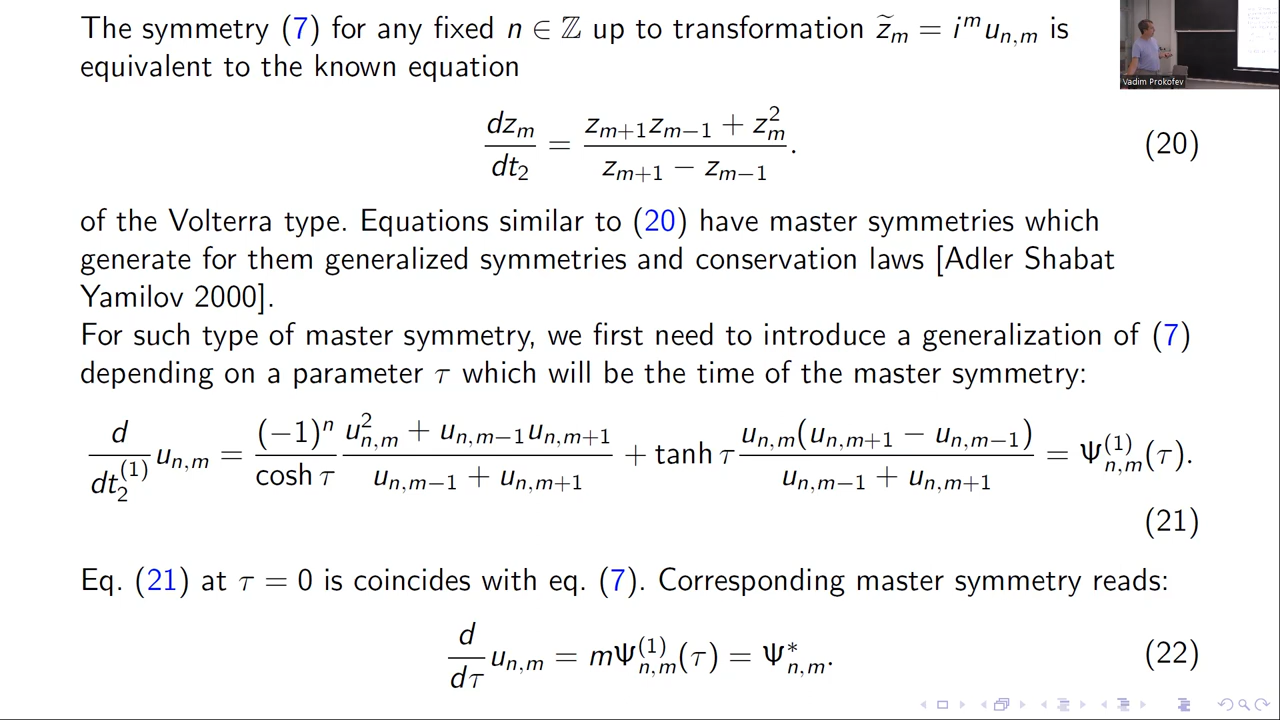 The symmetry (7) for any fixed n ∈ ℤ up to transformation z̃_m = i^m u_{n,m} is
equivalent to the known equation
dz_m/dt_2 = (z_{m+1}z_{m−1} + z_m^2)/(z_{m+1} − z_{m−1}). (20)
of the Volterra type. Equations similar to (20) have master symmetries which
generate for them generalized symmetries and conservation laws [Adler Shabat
Yamilov 2000].
For such type of master symmetry, we first need to introduce a generalization of (7)
depending on a parameter τ which will be the time of the master symmetry:
d/dt_2^{(1)} u_{n,m} = (−1)^n/cosh τ (u_{n,m}^2 + u_{n,m−1}u_{n,m+1})/(u_{n,m−1} + u_{n,m+1}) + tanh τ u_{n,m}(u_{n,m+1} − u_{n,m−1})/(u_{n,m−1} + u_{n,m+1}) = Ψ_{n,m}^{(1)}(τ).
(21)
Eq. (21) at τ = 0 is coincides with eq. (7). Corresponding master symmetry reads:
d/dτ u_{n,m} = mΨ_{n,m}^{(1)}(τ) = Ψ_{n,m}^*. (22)
Vadim Prokofev